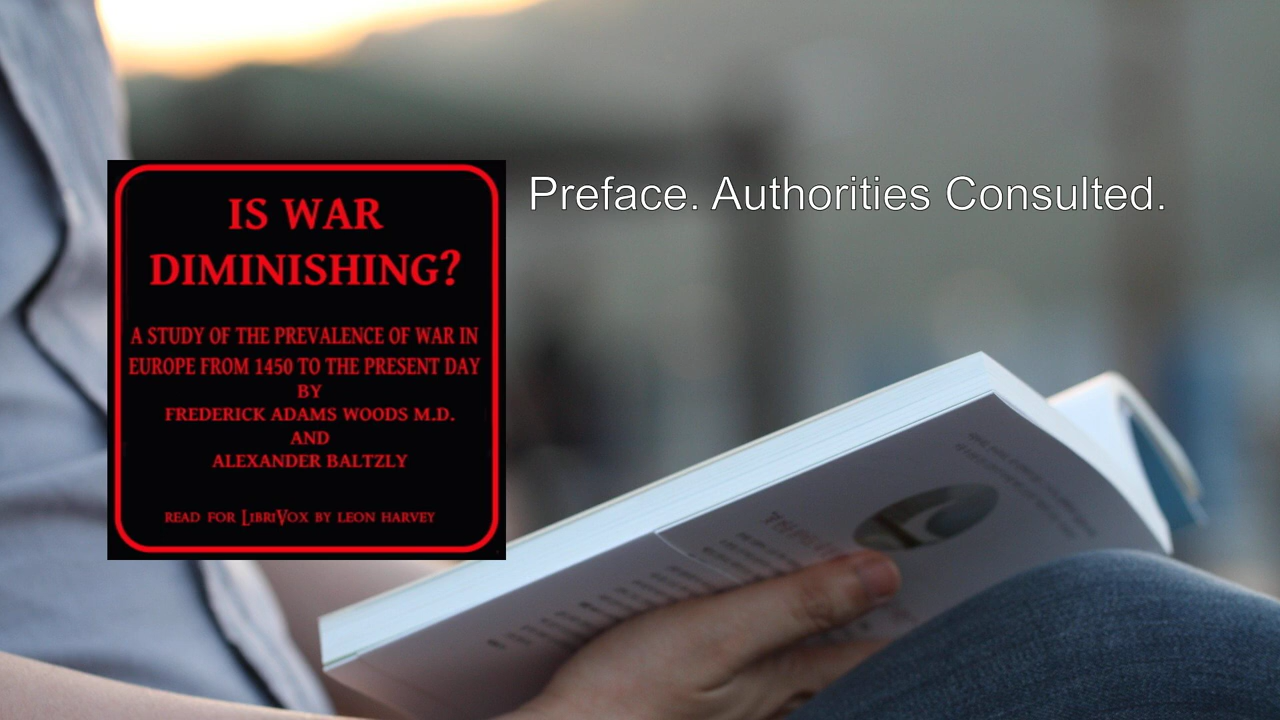 IS WAR
DIMINISHING?
A STUDY OF THE PREVALENCE OF WAR IN
EUROPE FROM 1450 TO THE PRESENT DAY
BY
FREDERICK ADAMS WOODS M.D.
AND
ALEXANDER BALTZLY
READ FOR LIBRIVOX BY LEON HARVEY
Preface. Authorities Consulted.